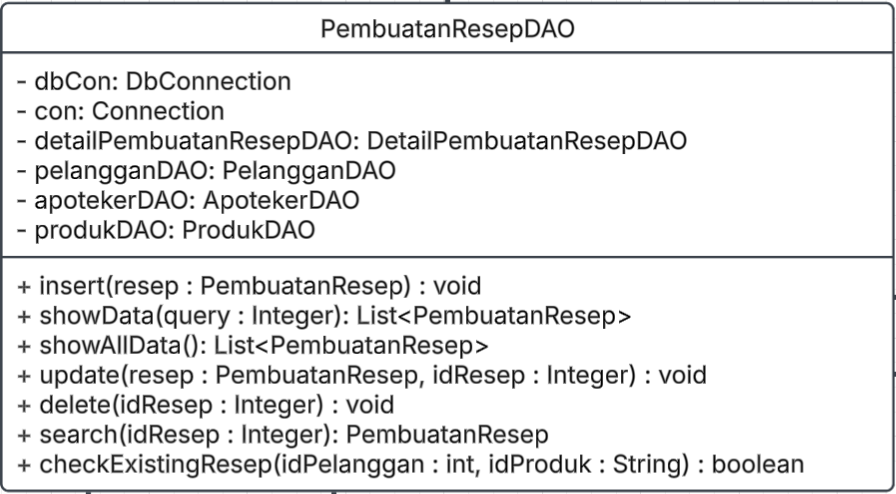 PembuatanResepDAO
- dbCon: DbConnection
- con: Connection
- detailPembuatanResepDAO: DetailPembuatanResepDAO
- pelangganDAO: PelangganDAO
- apotekerDAO: ApotekerDAO
- produkDAO: ProdukDAO
+ insert(resep : PembuatanResep) : void
+ showData(query : Integer): List<PembuatanResep>
+ showAllData(): List<PembuatanResep>
+ update(resep : PembuatanResep, idResep : Integer) : void
+ delete(idResep : Integer) : void
+ search(idResep : Integer): PembuatanResep
+ checkExistingResep(idPelanggan : int, idProduk : String) : boolean